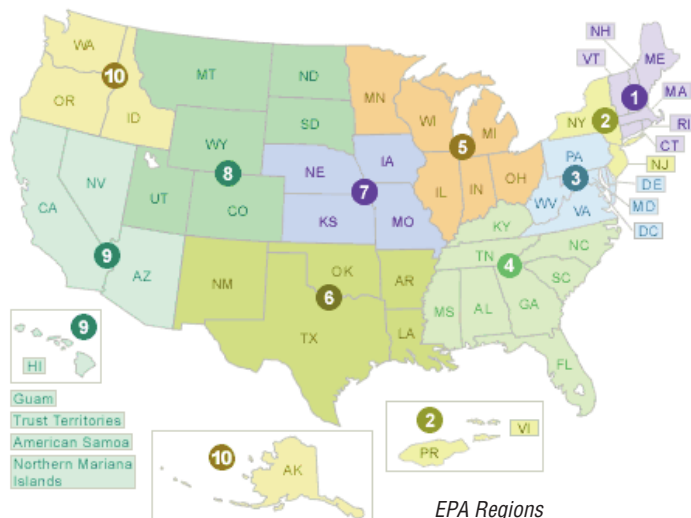 NH
VT
ME
WA
MT
ND
MN
10
1
MA
OR
ID
WI
MI
NY
2
RI
SD
CT
WY
5
PA
NJ
8
NE
IA
3
DE
NV
UT
CO
7
IL
IN
OH
WV
VA
MD
CA
KS
MO
KY
DC
9
NC
AZ
NM
OK
AR
TN
4
SC
6
MS
AL
GA
TX
LA
9
FL
HI
Guam
Trust Territories
American Samoa
Northern Mariana
Islands
10
AK
2
VI
PR
EPA Regions